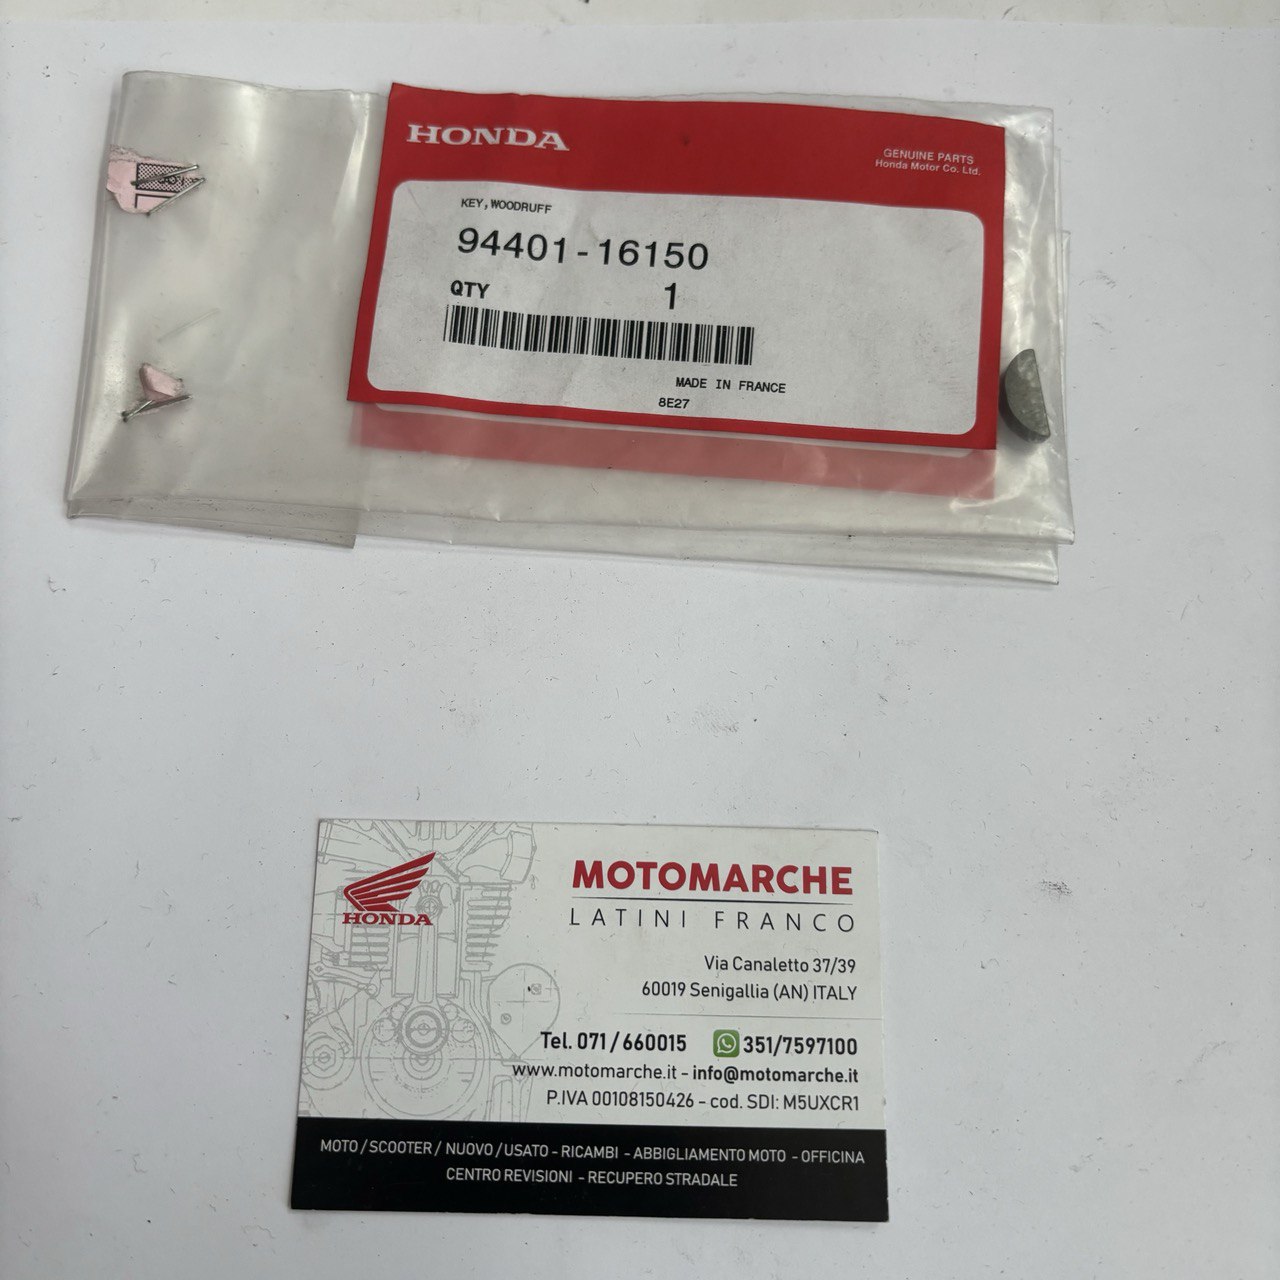 HONDA
GENUINE PARTS
Honda Motor Co. Ltd.
KEY, WOODRUFF
94401-16150
QTY 1
MADE IN FRANCE
8E27
HONDA
MOTOMARCHE
LATINI FRANCO
Via Canaletto 37/39
60019 Senigallia (AN) ITALY
Tel. 071/660015 351/7597100
www.motomarche.it - info@motomarche.it
P.IVA 00108150426 - cod. SDI: M5UXCR1
MOTO / SCOOTER / NUOVO / USATO - RICAMBI - ABBIGLIAMENTO MOTO - OFFICINA
CENTRO REVISIONI - RECUPERO STRADALE